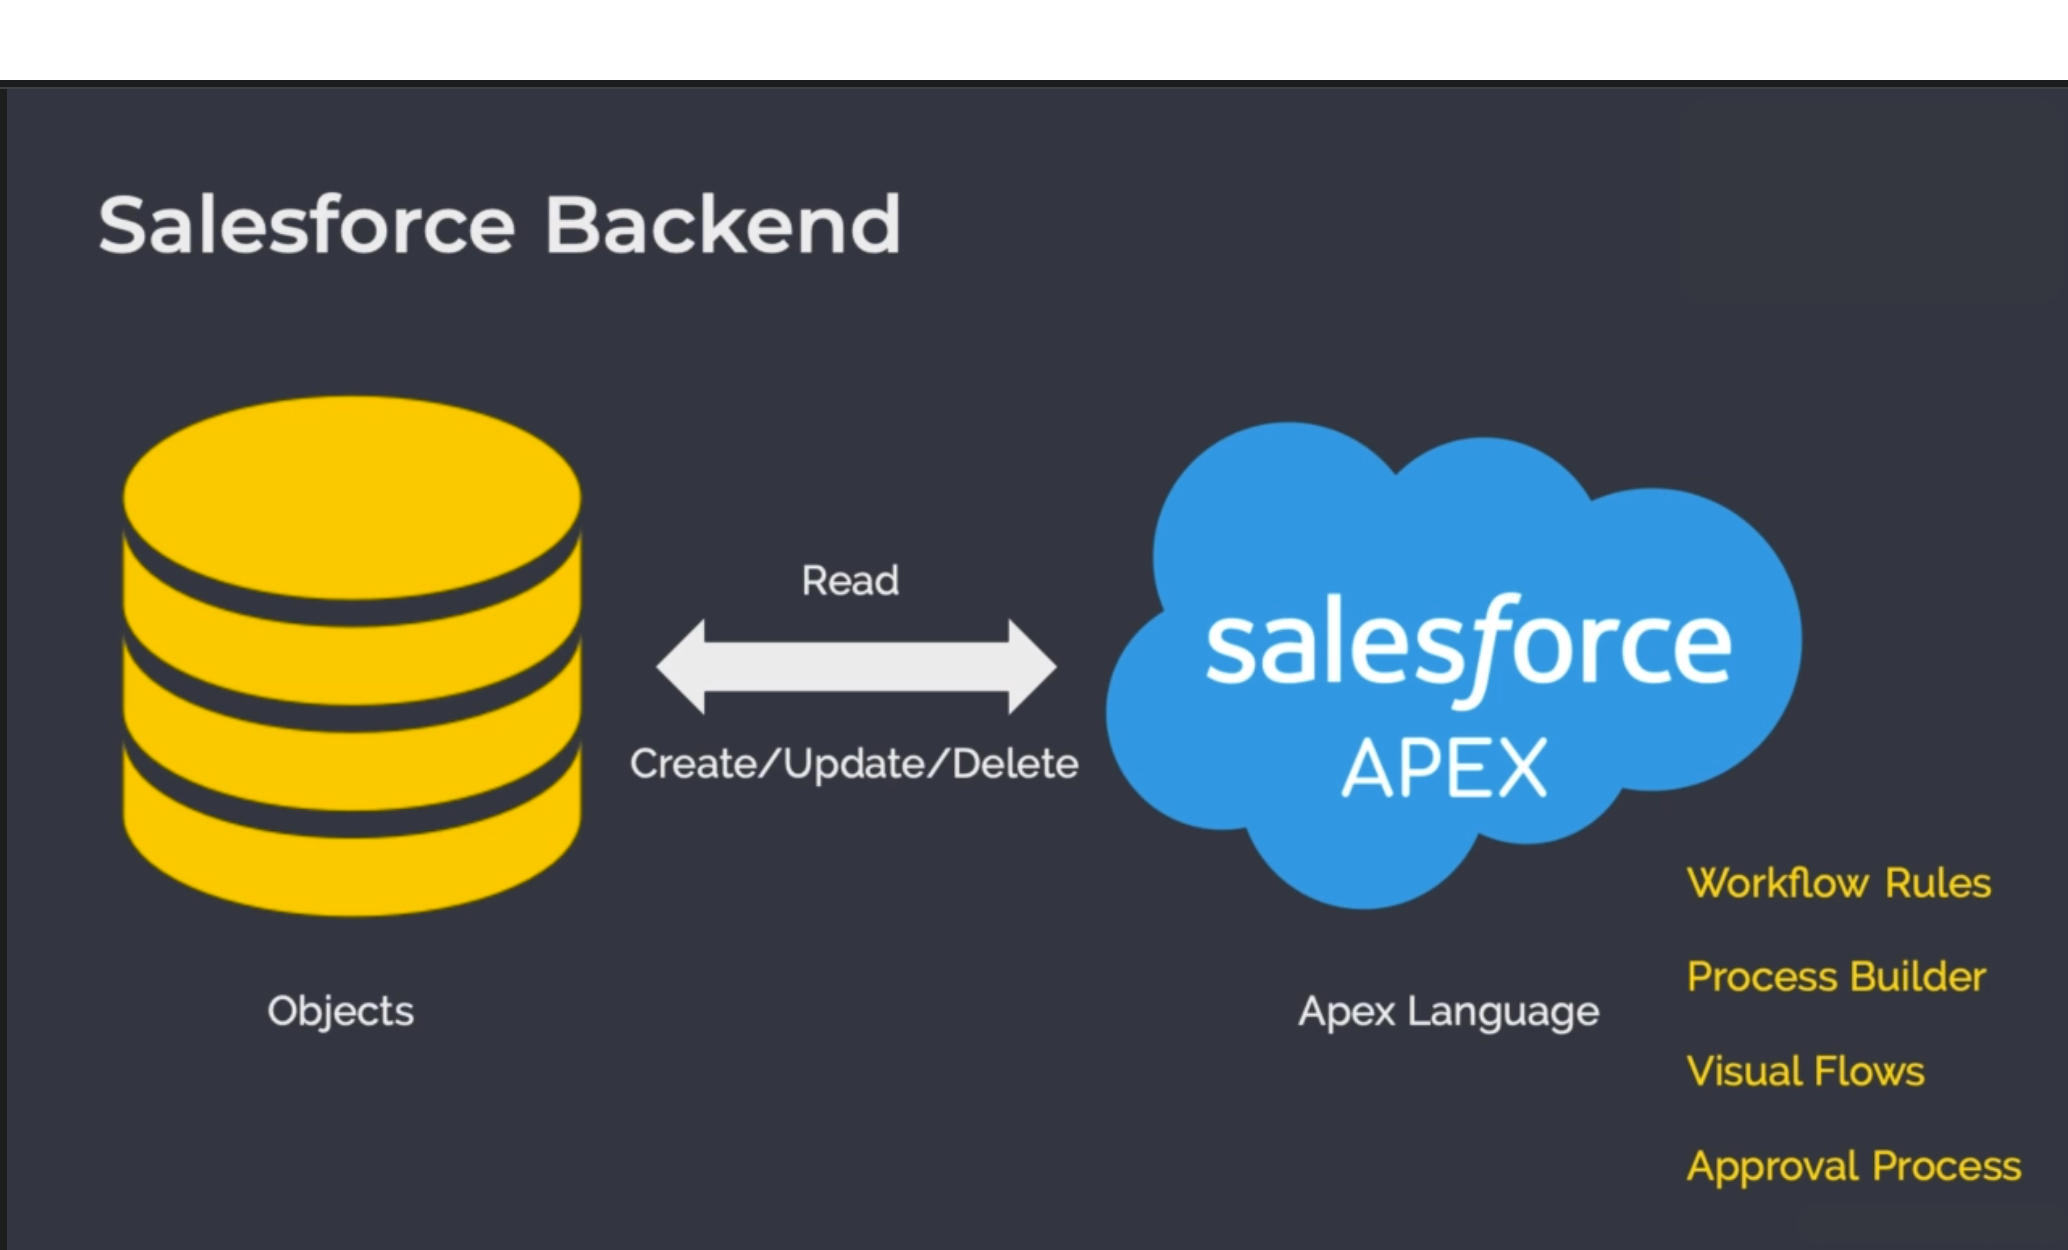 Salesforce Backend
Read
Create/Update/Delete
salesforce
APEX
Objects
Apex Language
Workflow Rules
Process Builder
Visual Flows
Approval Process